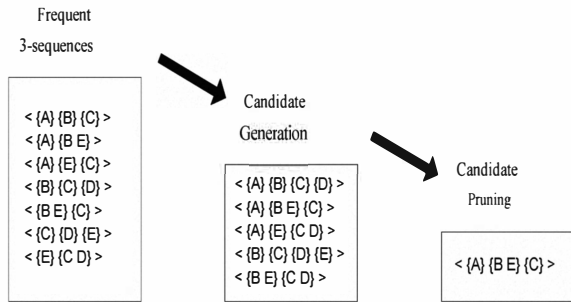 Frequent
3-sequences
< {A} {B} {C} >
< {A} {B E} >
< {A} {E} {C} >
< {B} {C} {D} >
< {B E} {C} >
< {C} {D} {E} >
< {E} {C D} >
Candidate
Generation
< {A} {B} {C} {D} >
< {A} {B E} {C} >
< {A} {E} {C D} >
< {B} {C} {D} {E} >
< {B E} {C D} >
Candidate
Pruning
< {A} {B E} {C} >